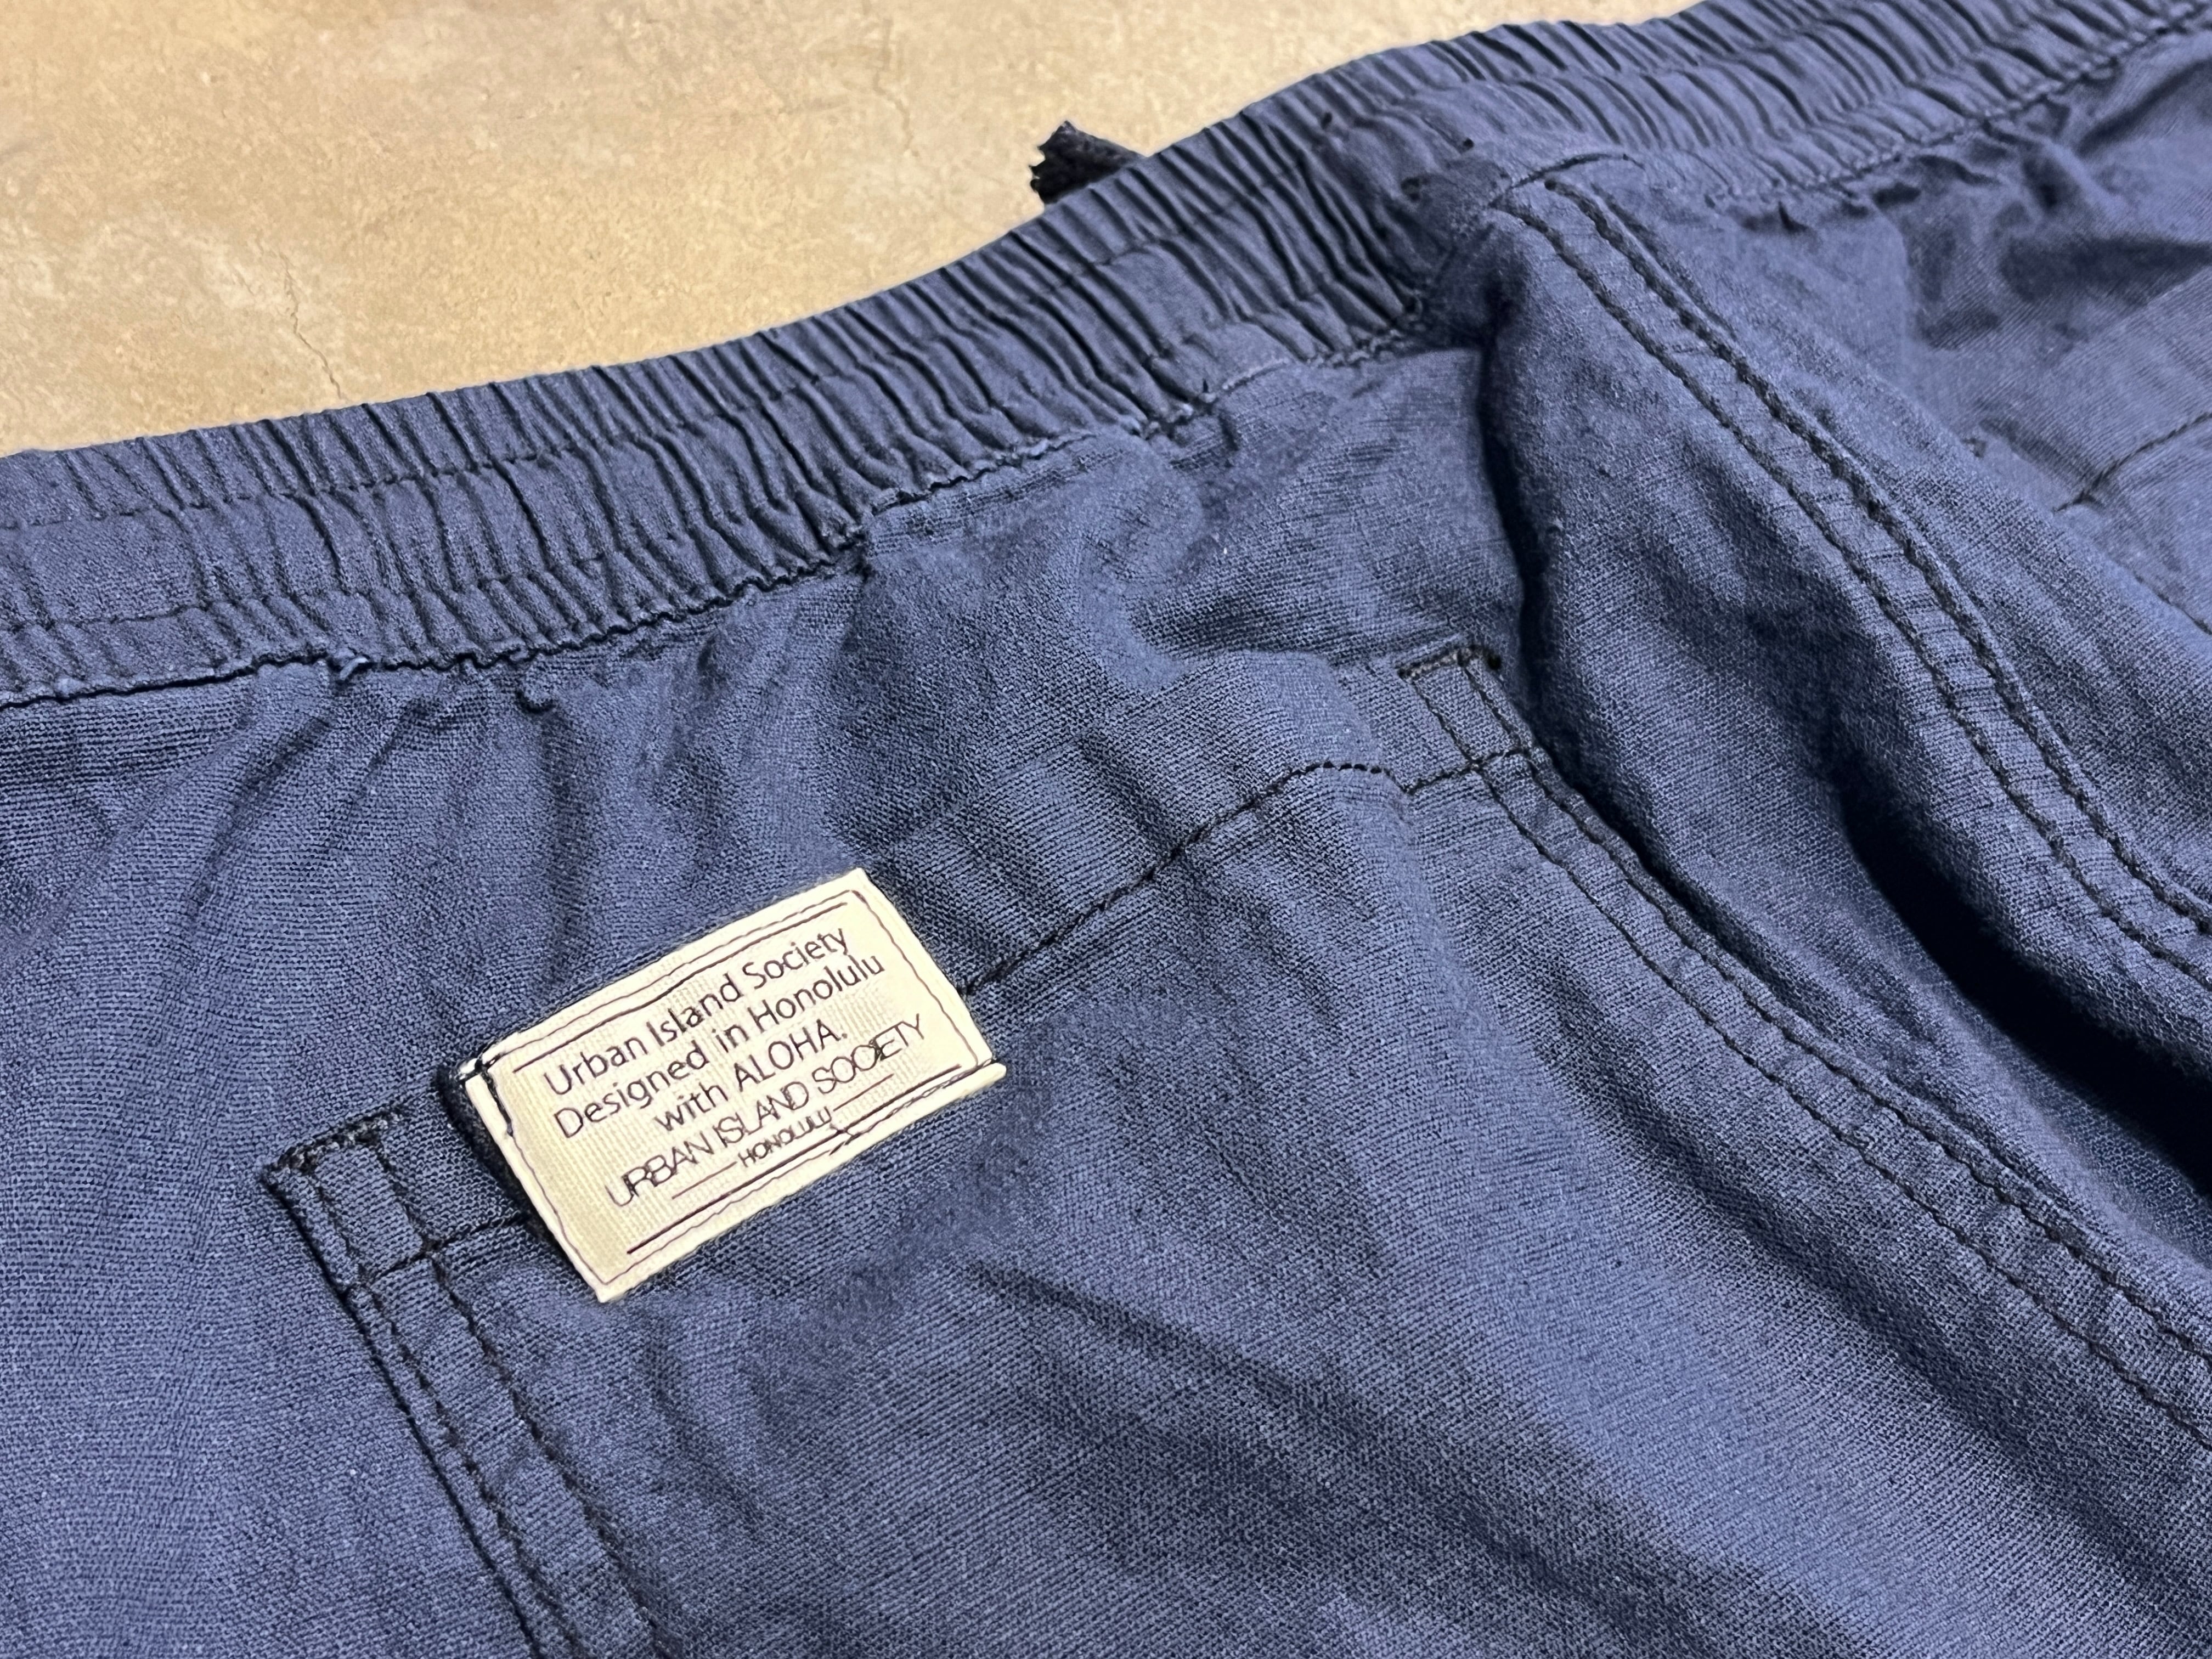 Urban Island Society
Designed in Honolulu
with ALOHA.
URBAN ISLAND SOCIETY
HONOLULU